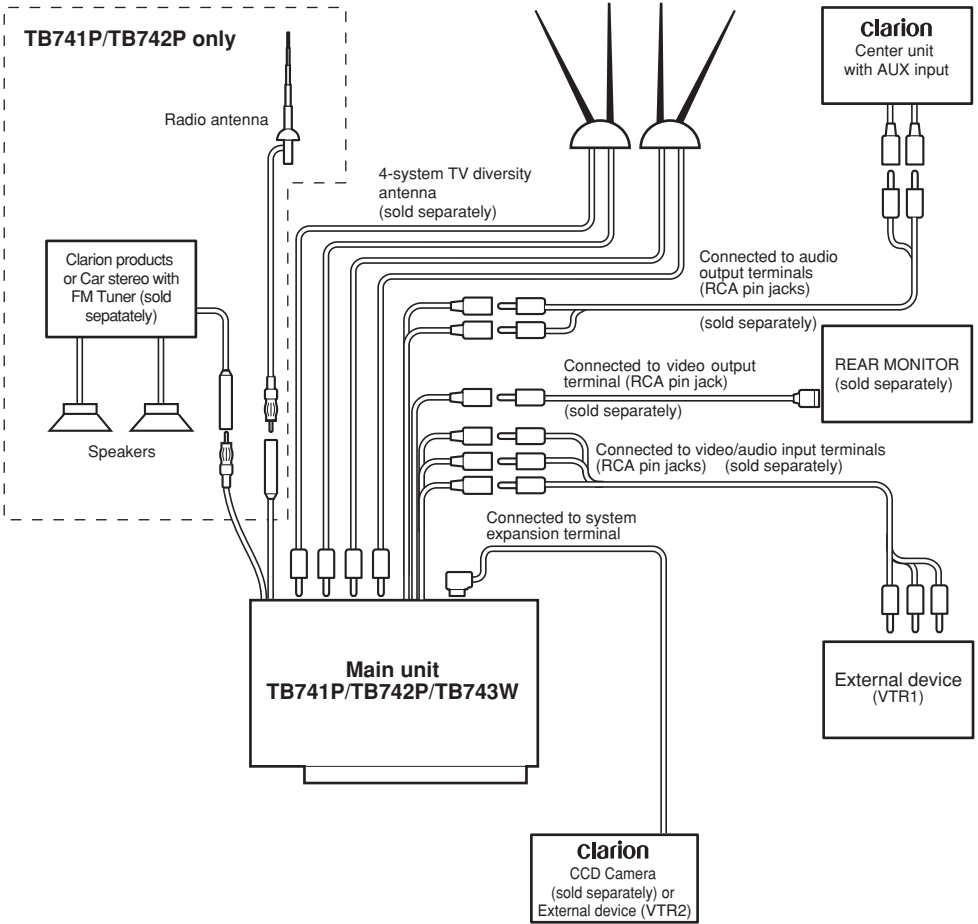 TB741P/TB742P only
Radio antenna
4-system TV diversity
antenna
(sold separately)
clarion
Center unit
with AUX input
Clarion products
or Car stereo with
FM Tuner (sold
sepatately)
Speakers
Connected to audio
output terminals
(RCA pin jacks)
(sold separately)
Connected to video output
terminal (RCA pin jack)
(sold separately)
REAR MONITOR
(sold separately)
Connected to video/audio input terminals
(RCA pin jacks) (sold separately)
Connected to system
expansion terminal
Main unit
TB741P/TB742P/TB743W
External device
(VTR1)
clarion
CCD Camera
(sold separately) or
External device (VTR2)